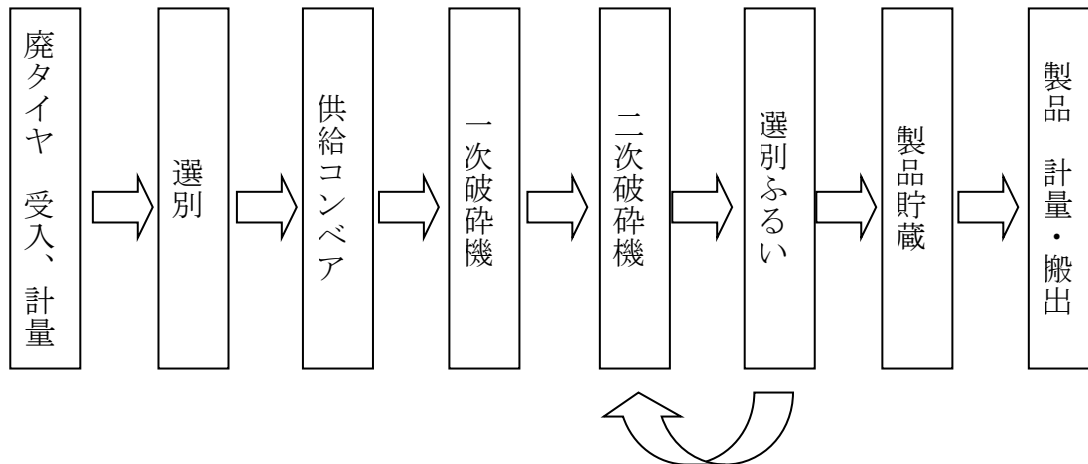 廃タイヤ　受入、計量
選別
供給コンベア
一次破砕機
二次破砕機
選別ふるい
製品貯蔵
製品　計量・搬出